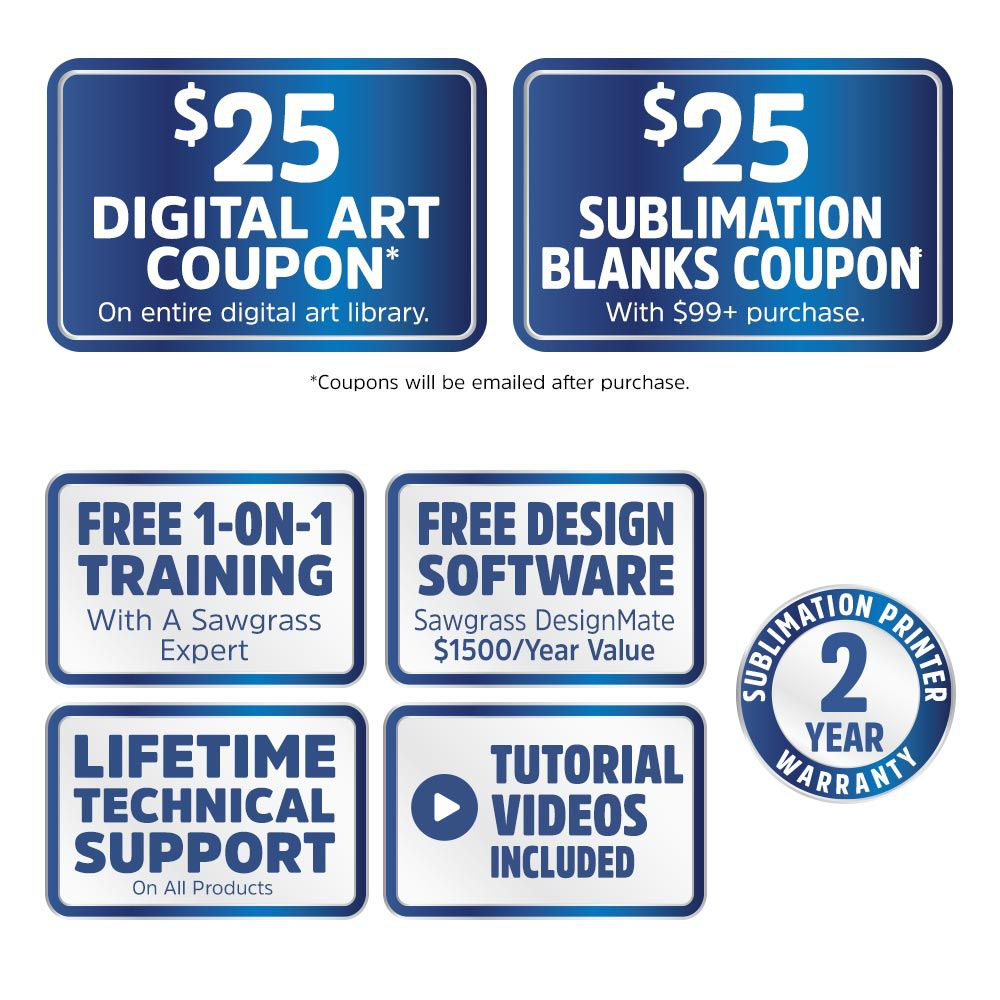 $25
DIGITAL ART
COUPON*
On entire digital art library.
$25
SUBLIMATION
BLANKS COUPON*
With $99+ purchase.
*Coupons will be emailed after purchase.
FREE 1-ON-1
TRAINING
With A Sawgrass
Expert
FREE DESIGN
SOFTWARE
Sawgrass DesignMate
$1500/Year Value
SUBLIMATION PRINTER
2
YEAR
WARRANTY
LIFETIME
TECHNICAL
SUPPORT
On All Products
TUTORIAL
VIDEOS
INCLUDED